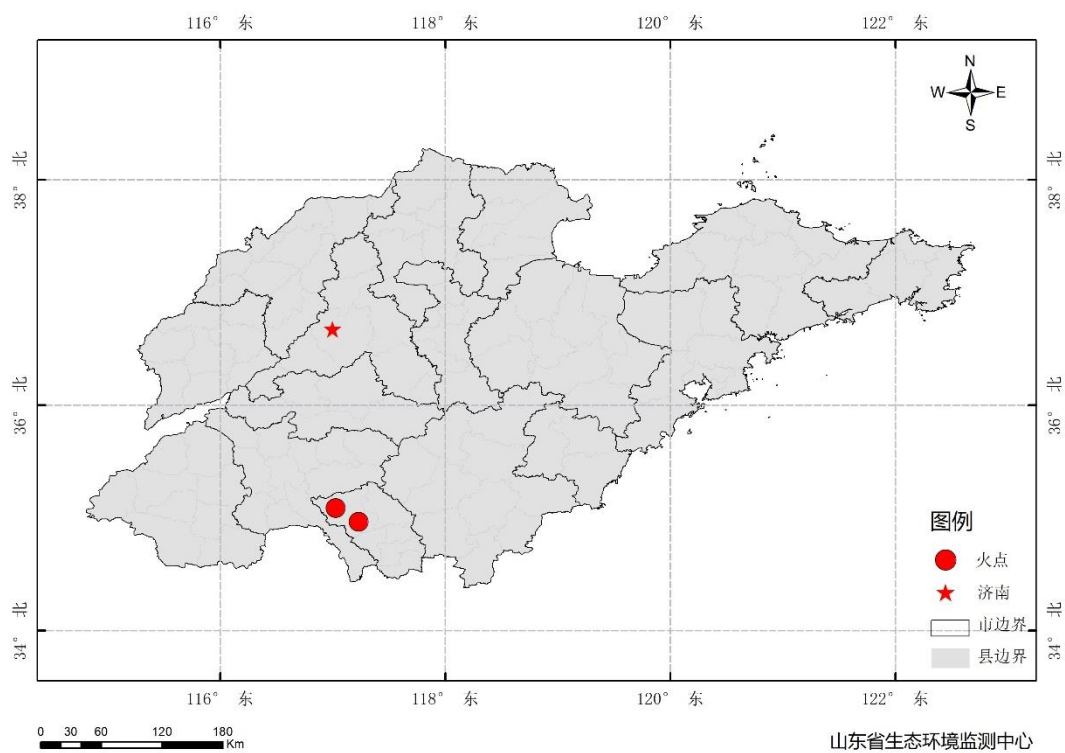 116° 东 118° 东 120° 东 122° 东
N
W E
S
38° 北 38° 北
36° 北 36° 北
34° 北 34° 北
图例
火点
济南
市边界
县边界
116° 东 118° 东 120° 东 122° 东
0 30 60 120 180
Km
山东省生态环境监测中心